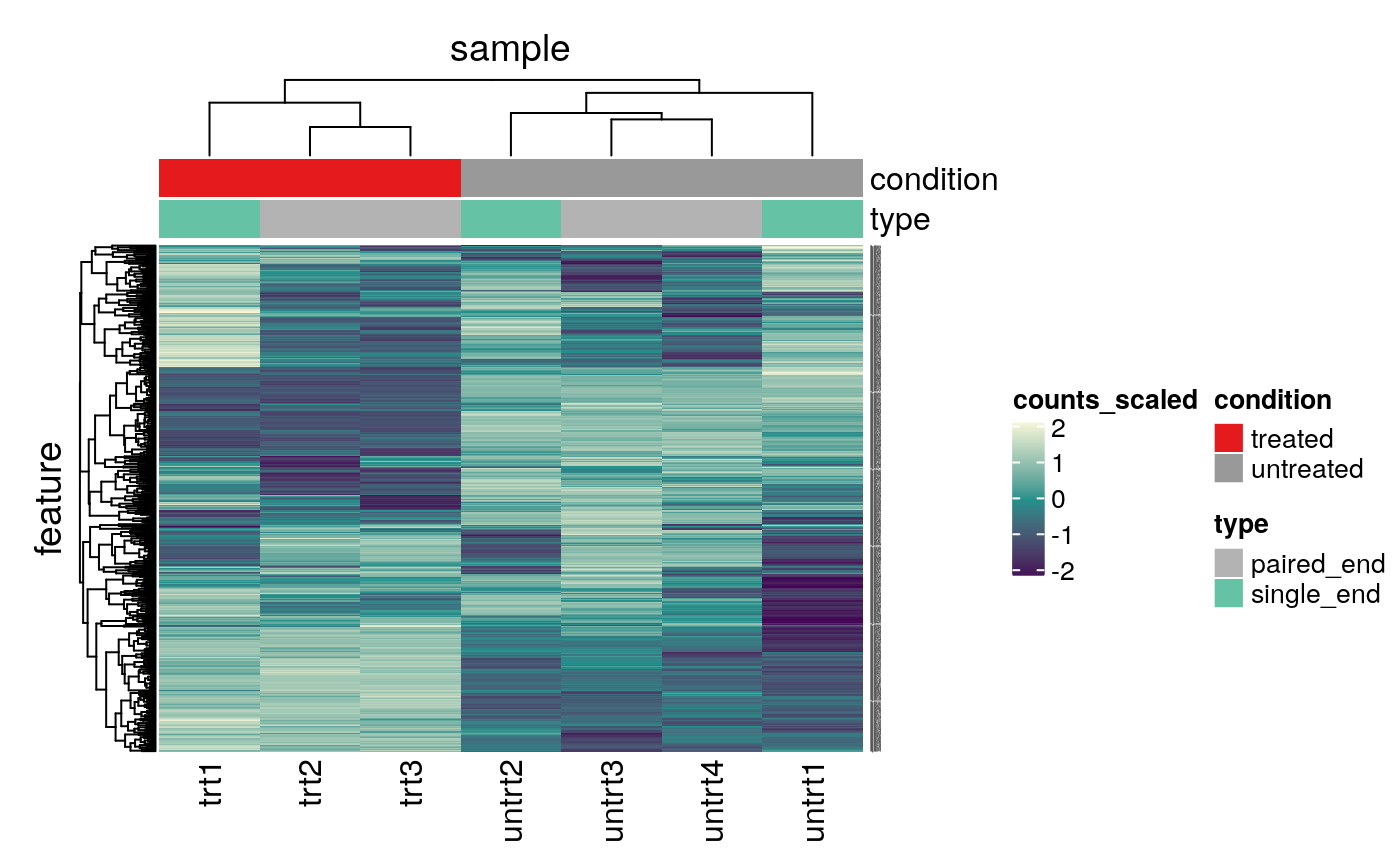 sample
condition
type
feature
trt1
trt2
trt3
untrt2
untrt3
untrt4
untrt1
counts_scaled
2
1
0
-1
-2
condition
treated
untreated
type
paired_end
single_end